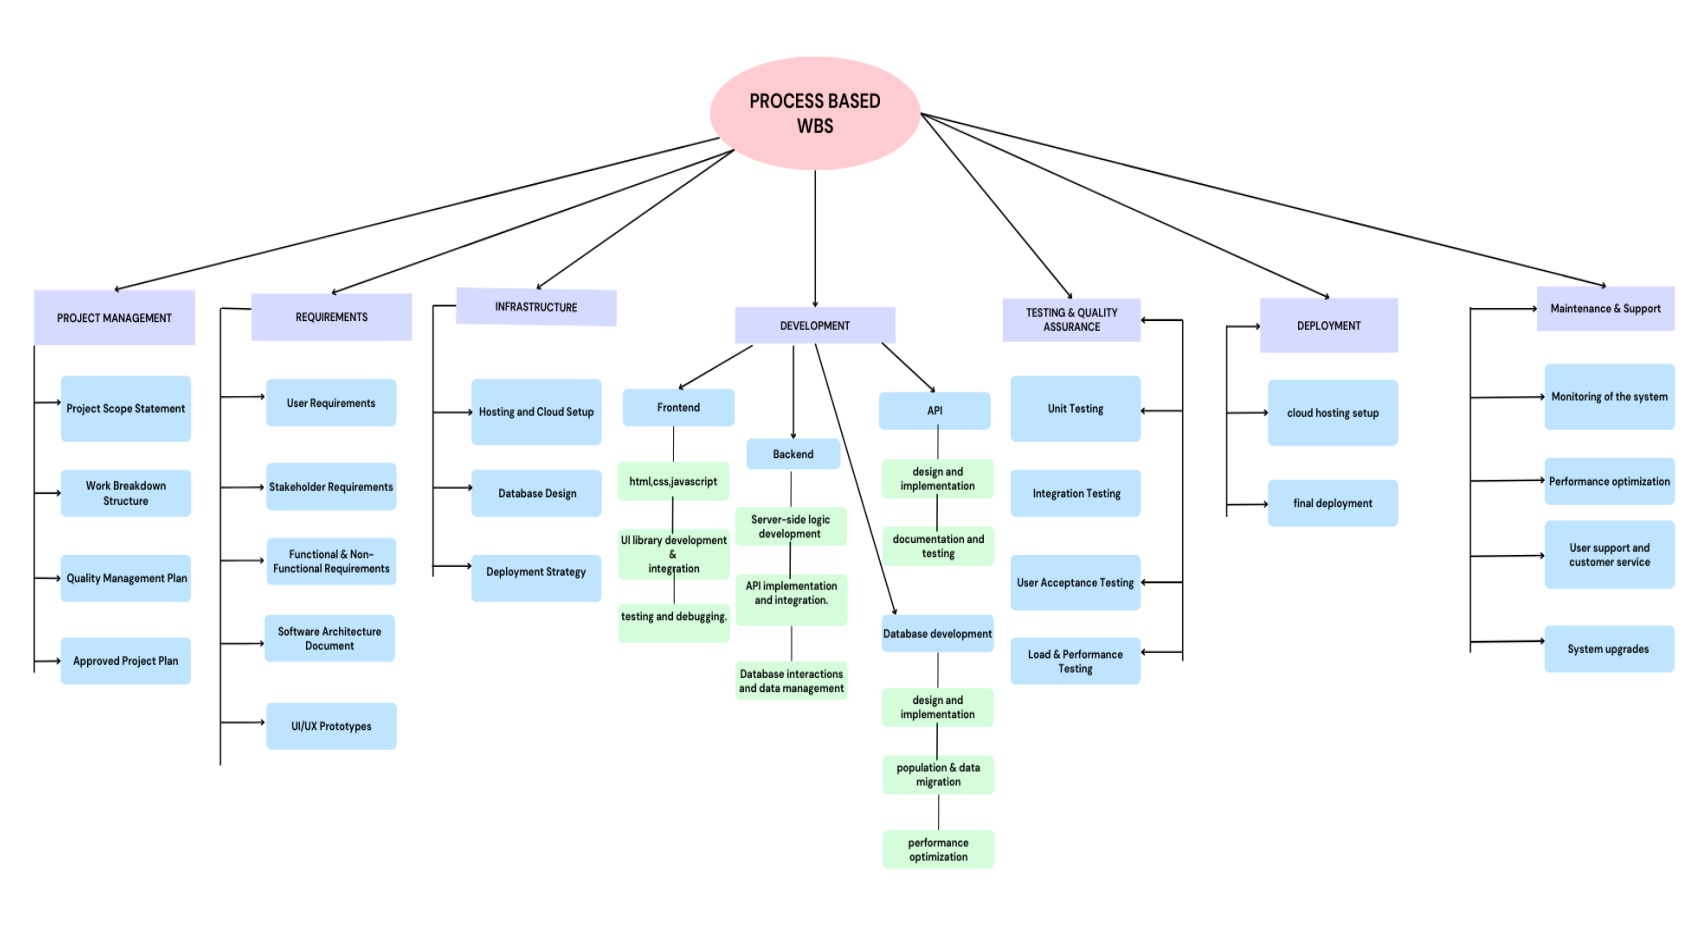 PROCESS BASED
WBS
PROJECT MANAGEMENT
Project Scope Statement
Work Breakdown
Structure
Quality Management Plan
Approved Project Plan
REQUIREMENTS
User Requirements
Stakeholder Requirements
Functional & Non-
Functional Requirements
Software Architecture
Document
UI/UX Prototypes
INFRASTRUCTURE
Hosting and Cloud Setup
Database Design
Deployment Strategy
DEVELOPMENT
Frontend
html,css,javascript
UI library development
&
integration
testing and debugging.
Backend
Server-side logic
development
API implementation
and integration.
Database interactions
and data management
API
design and
implementation
documentation and
testing
Database development
design and
implementation
population & data
migration
performance
optimization
TESTING & QUALITY
ASSURANCE
Unit Testing
Integration Testing
User Acceptance Testing
Load & Performance
Testing
DEPLOYMENT
cloud hosting setup
final deployment
Maintenance & Support
Monitoring of the system
Performance optimization
User support and
customer service
System upgrades